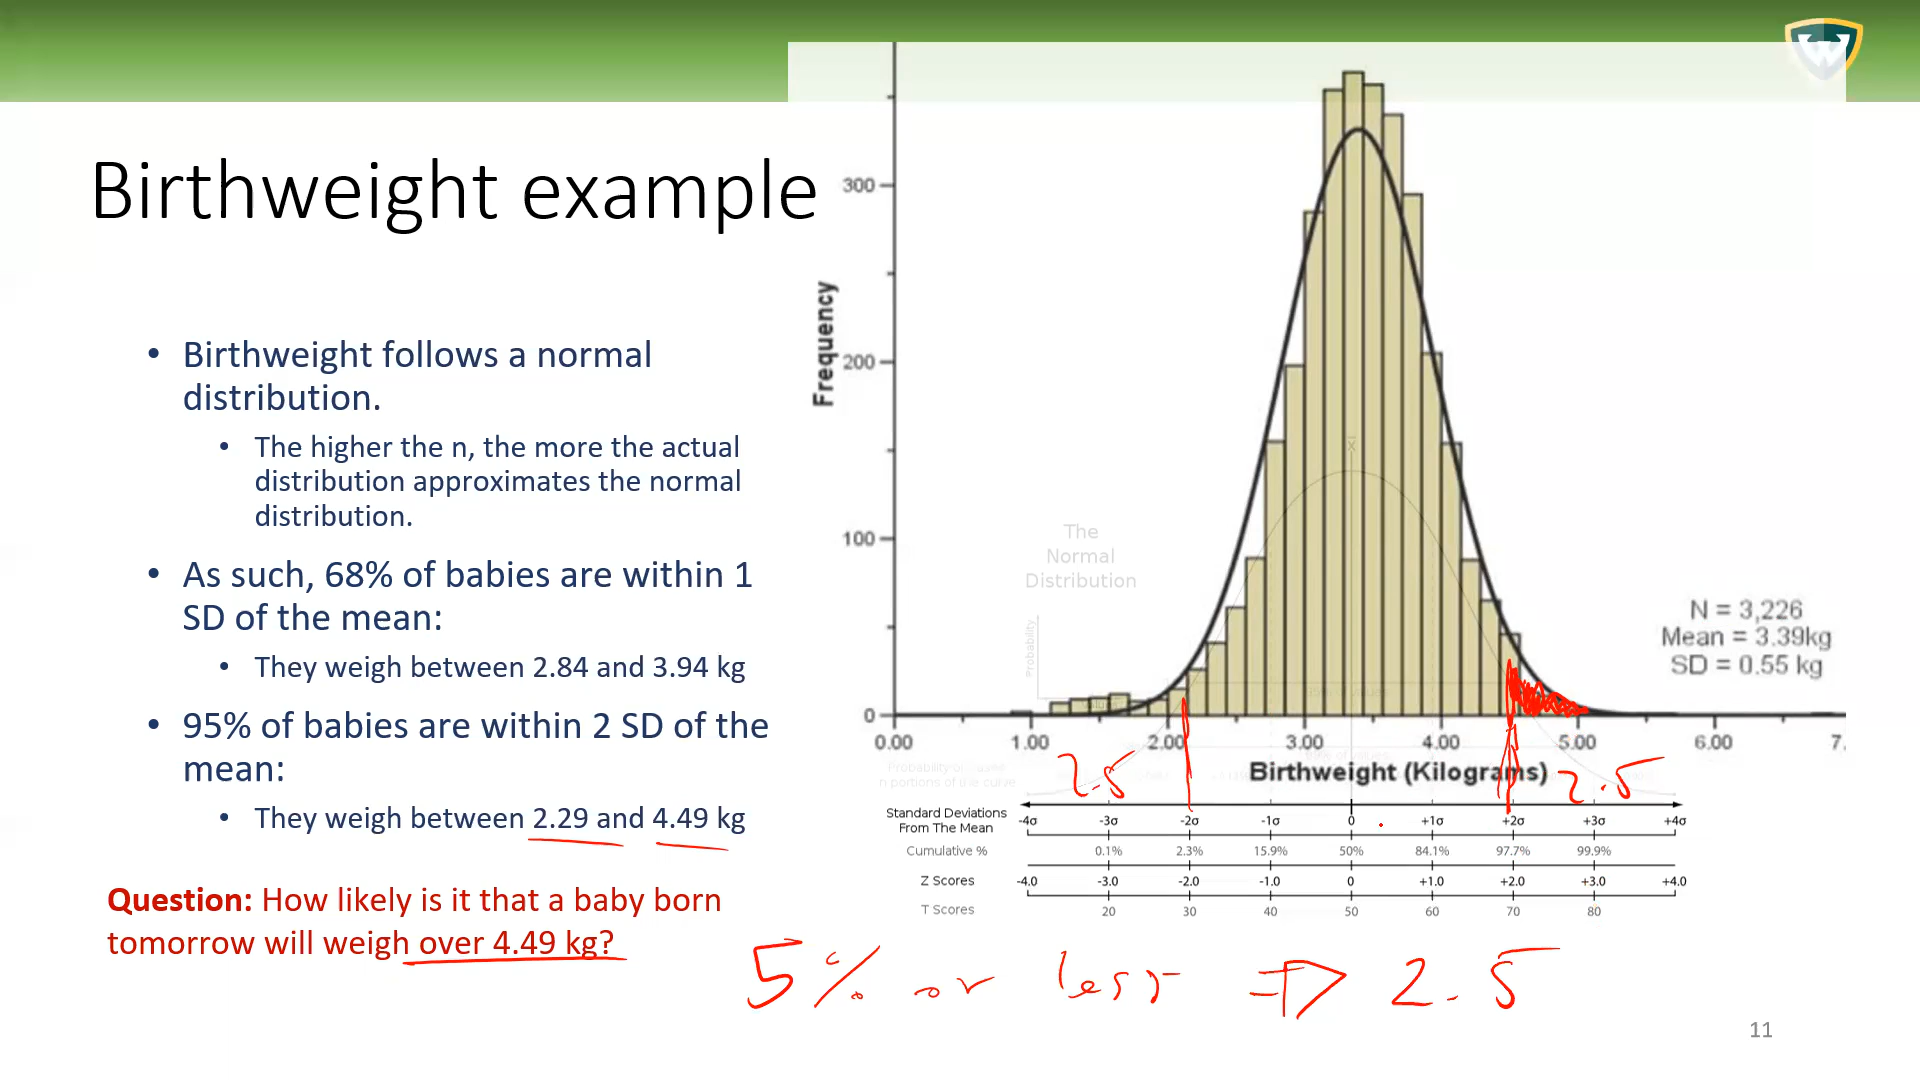 Birthweight example
• Birthweight follows a normal
distribution.
• The higher the n, the more the actual
distribution approximates the normal
distribution.
• As such, 68% of babies are within 1
SD of the mean:
• They weigh between 2.84 and 3.94 kg
• 95% of babies are within 2 SD of the
mean:
• They weigh between 2.29 and 4.49 kg
Question: How likely is it that a baby born
tomorrow will weigh over 4.49 kg?
Frequency
300
200
100
0
The
Normal
Distribution
Probability
x̄
N = 3,226
Mean = 3.39kg
SD = 0.55 kg
0.00 1.00 2.00 3.00 4.00 5.00 6.00 7.
Birthweight (Kilograms)
2.5 2.5
Standard Deviations
From The Mean
-4σ -3σ -2σ -1σ 0 +1σ +2σ +3σ +4σ
Cumulative % 0.1% 2.3% 15.9% 50% 84.1% 97.7% 99.9%
Z Scores -4.0 -3.0 -2.0 -1.0 0 +1.0 +2.0 +3.0 +4.0
T Scores 20 30 40 50 60 70 80
5% or less ⇒ 2.5
11
W